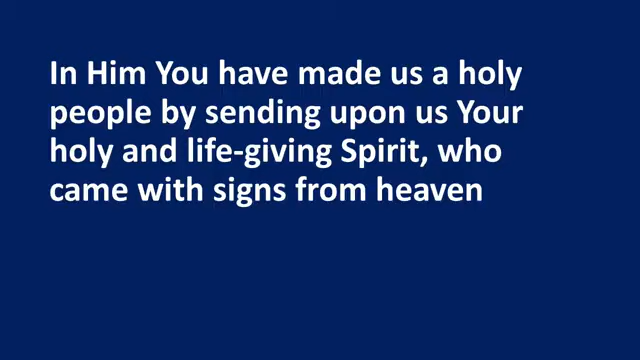 In Him You have made us a holy
people by sending upon us Your
holy and life-giving Spirit, who
came with signs from heaven